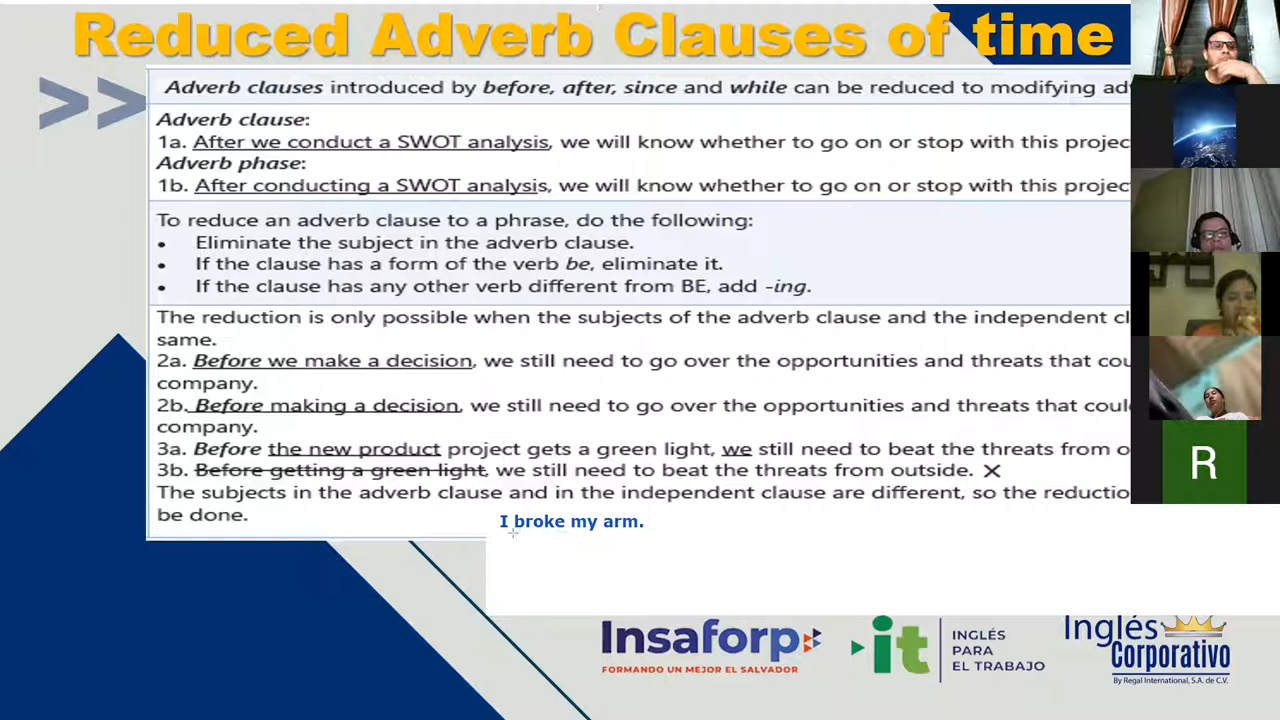 Reduced Adverb Clauses of time
>>
Adverb clauses introduced by before, after, since and while can be reduced to modifying
Adverb clause:
1a. After we conduct a SWOT analysis, we will know whether to go on or stop with this
Adverb phase:
1b. After conducting a SWOT analysis, we will know whether to go on or stop with this
To reduce an adverb clause to a phrase, do the following:
• Eliminate the subject in the adverb clause.
• If the clause has a form of the verb be, eliminate it.
• If the clause has any other verb different from BE, add -ing.
The reduction is only possible when the subjects of the adverb clause and the independent
same.
2a. Before we make a decision, we still need to go over the opportunities and threats that
company.
2b. Before making a decision, we still need to go over the opportunities and threats that
company.
3a. Before the new product project gets a green light, we still need to beat the threats from
3b. Before getting a green light, we still need to beat the threats from outside. X
The subjects in the adverb clause and in the independent clause are different, so the
be done.
I broke my arm.
R
Insaforp
FORMANDO UN MEJOR EL SALVADOR
it
INGLÉS
PARA
EL TRABAJO
Inglés
Corporativo
By Regal International, S.A. de C.V.